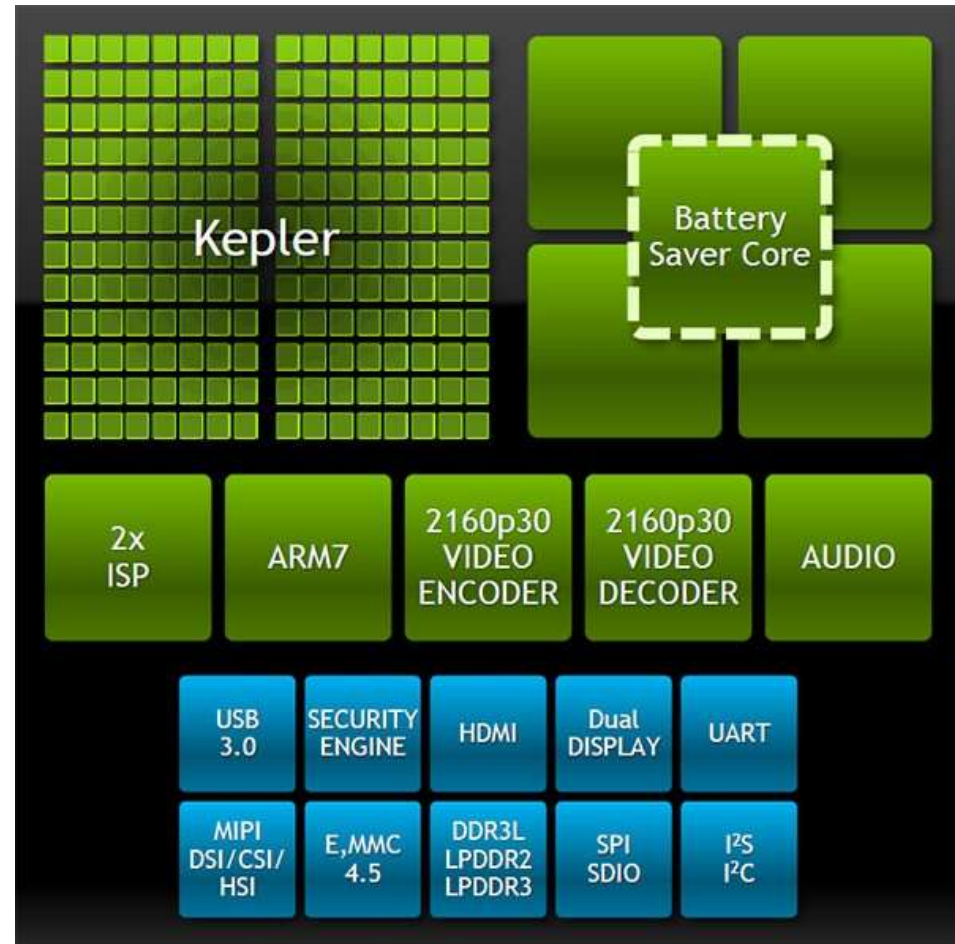 Kepler
Battery
Saver Core
2x
ISP
ARM7
2160p30
VIDEO
ENCODER
2160p30
VIDEO
DECODER
AUDIO
USB
3.0
SECURITY
ENGINE
HDMI
Dual
DISPLAY
UART
MIPI
DSI/CSI/
HSI
E,MMC
4.5
DDR3L
LPDDR2
LPDDR3
SPI
SDIO
I²S
I²C